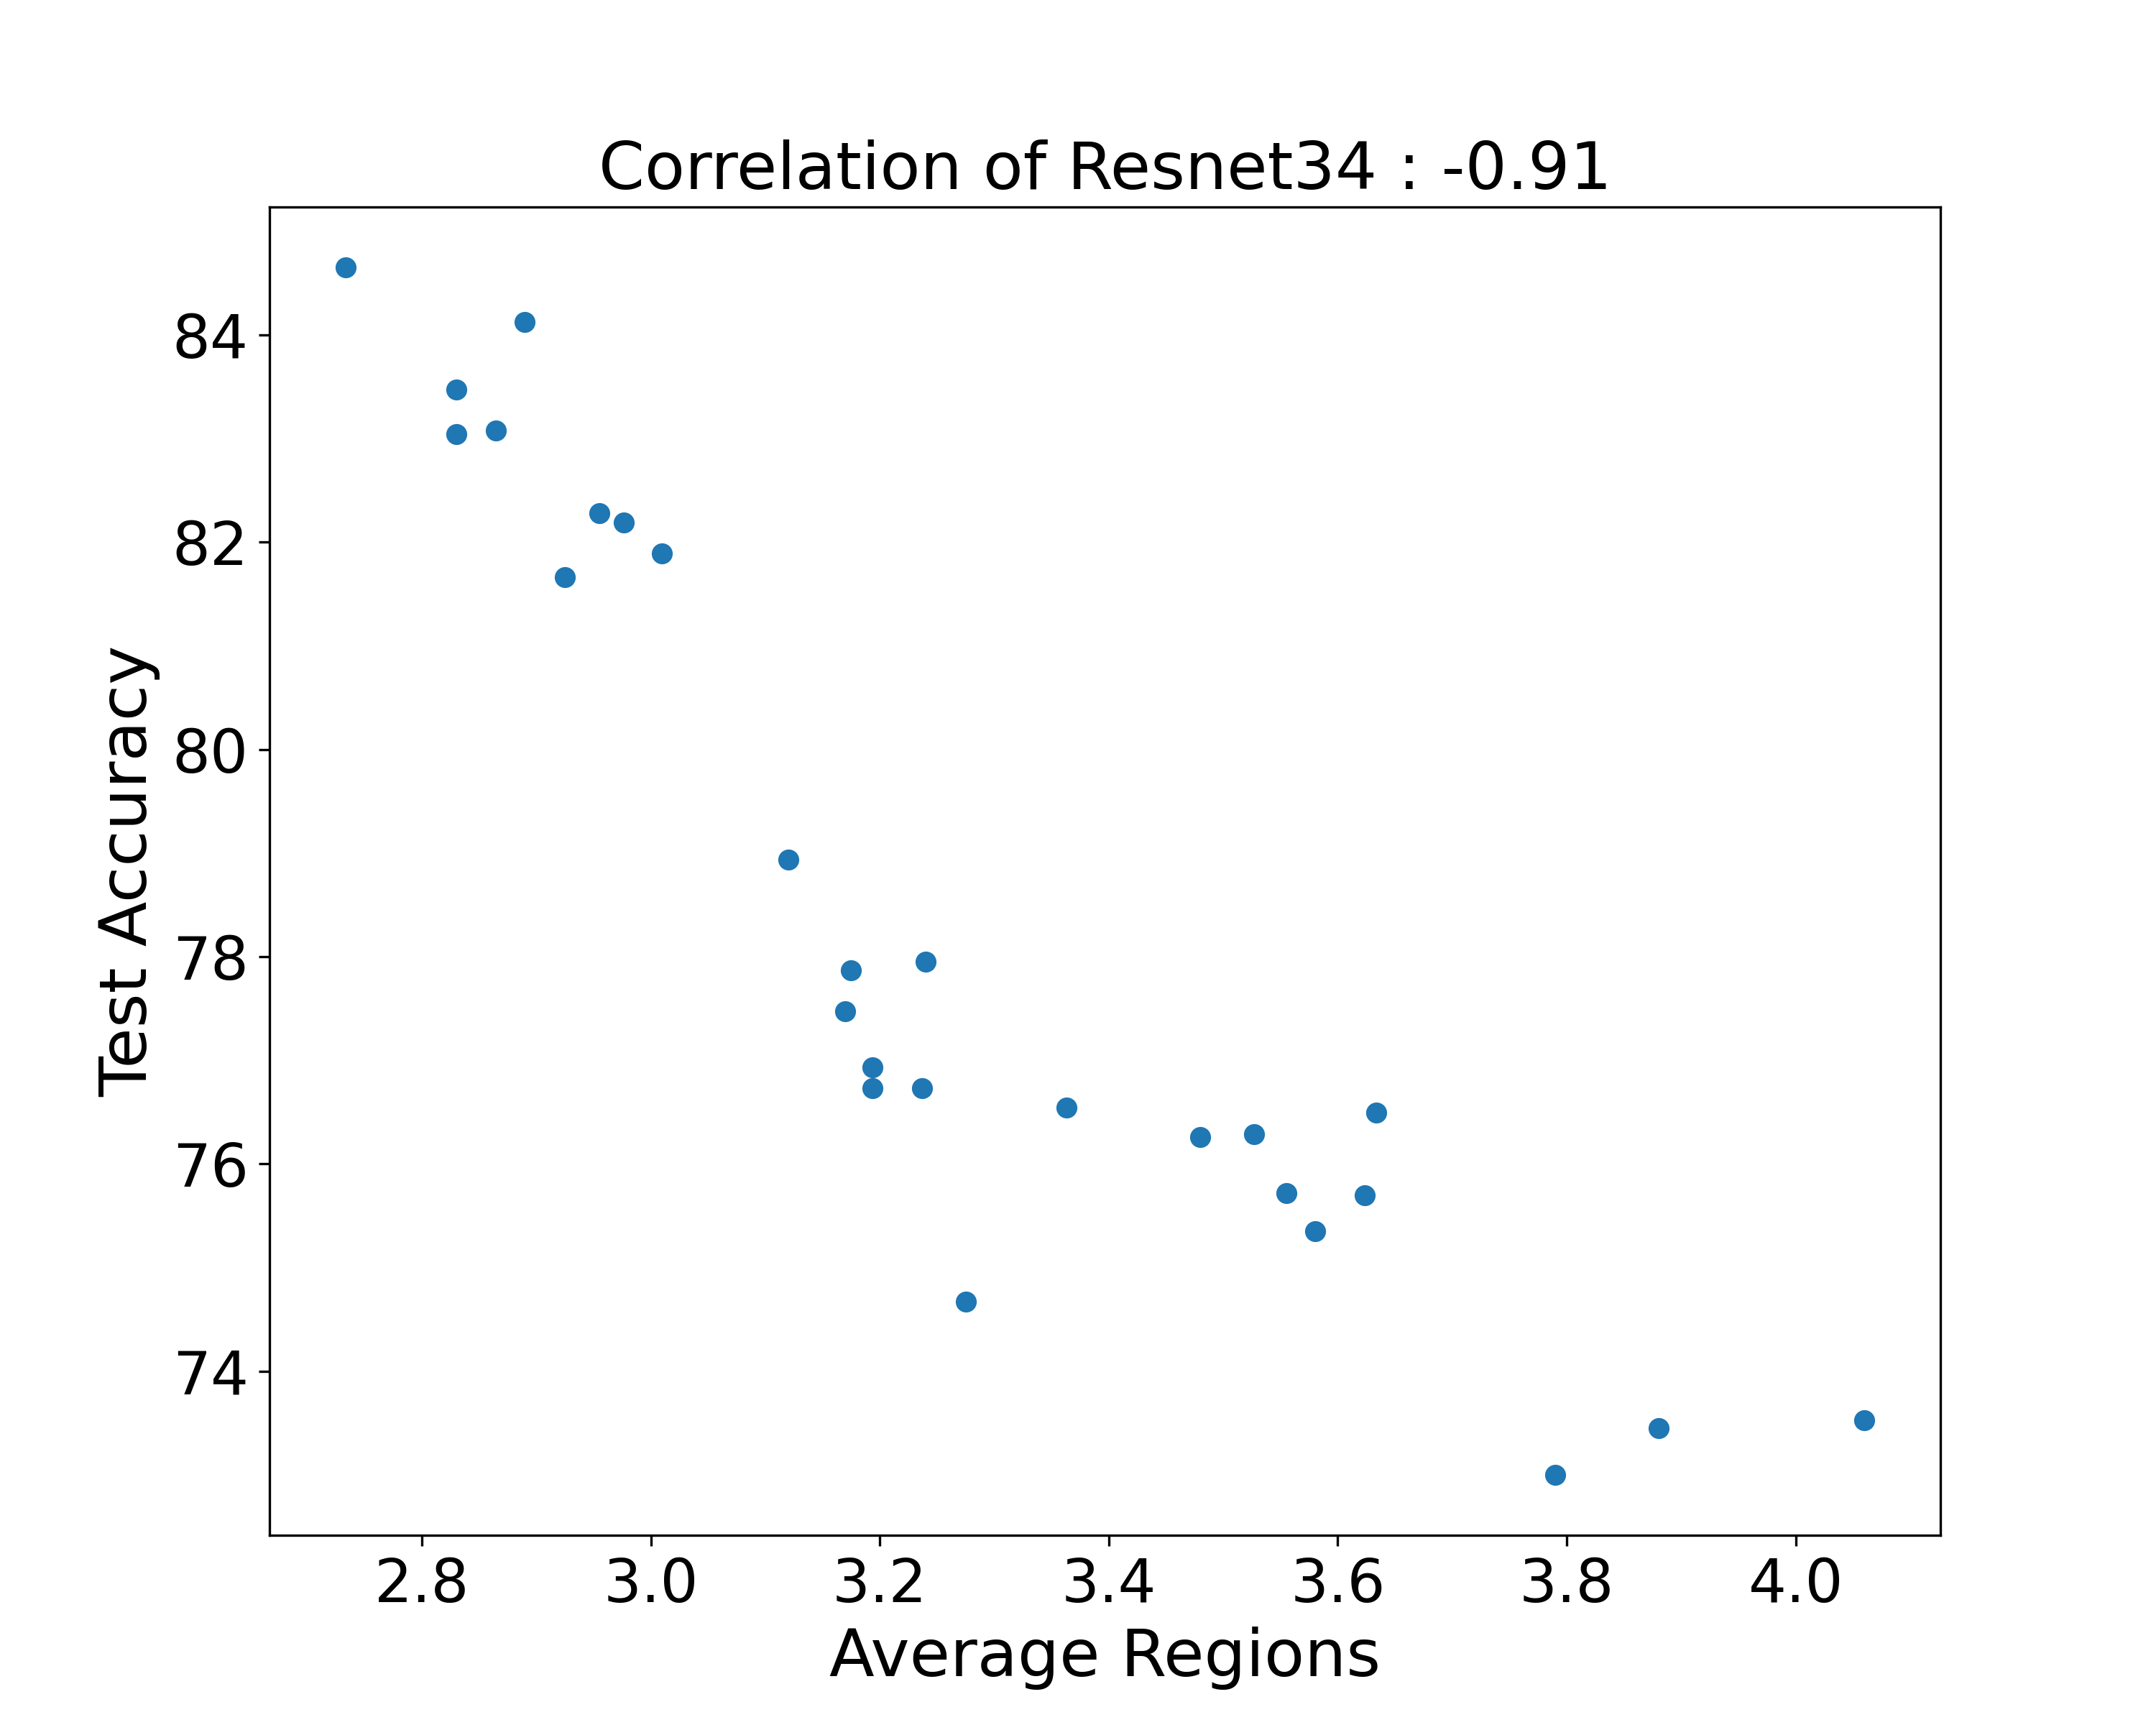 Correlation of Resnet34 : -0.91
Test Accuracy
84
82
80
78
76
74
2.8 3.0 3.2 3.4 3.6 3.8 4.0
Average Regions